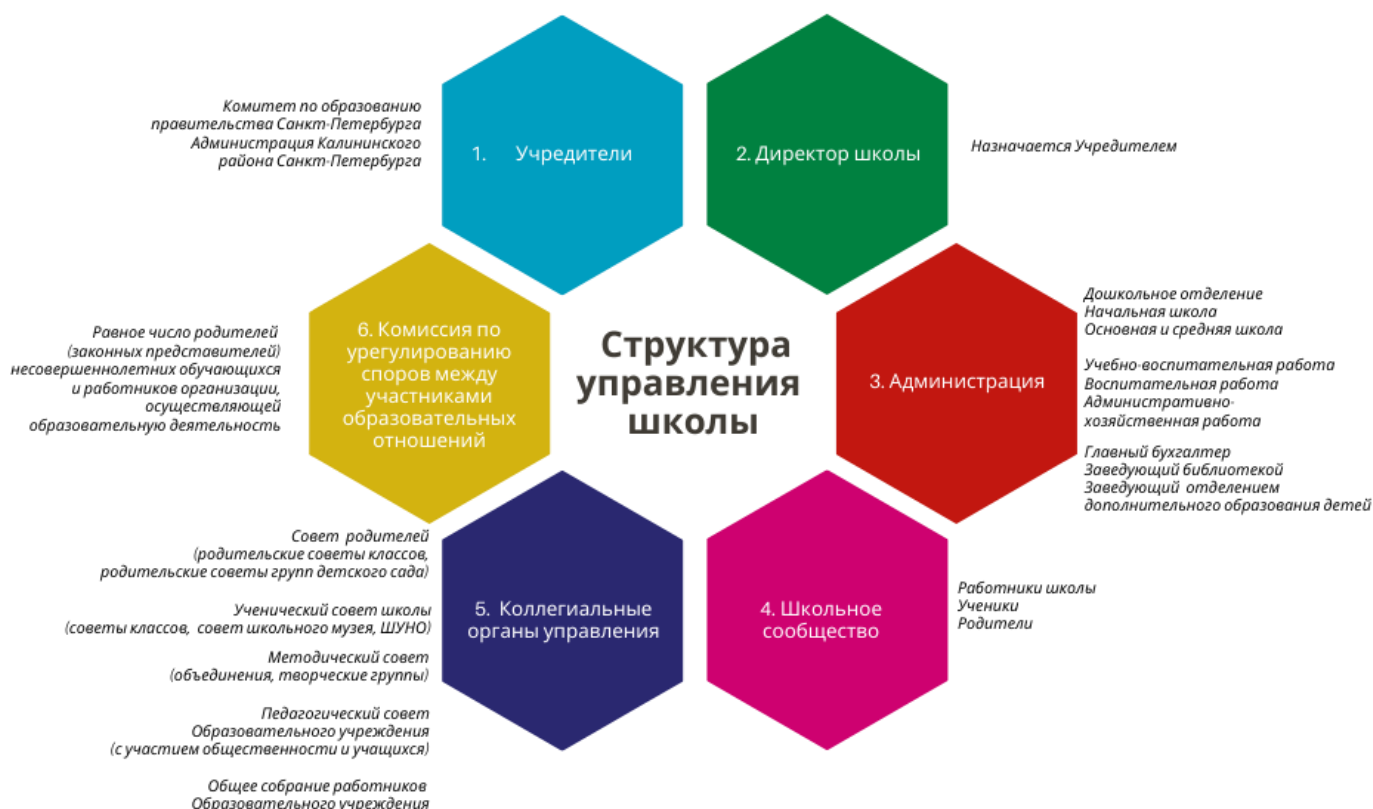 Структура
управления
школы
Комитет по образованию
правительства Санкт-Петербурга
Администрация Калининского
района Санкт-Петербурга
1. Учредители
2. Директор школы
Назначается Учредителем
3. Администрация
Дошкольное отделение
Начальная школа
Основная и средняя школа
Учебно-воспитательная работа
Воспитательная работа
Административно-
хозяйственная работа
Главный бухгалтер
Заведующий библиотекой
Заведующий отделением
дополнительного образования детей
4. Школьное
сообщество
Работники школы
Ученики
Родители
5. Коллегиальные
органы управления
Совет родителей
(родительские советы классов,
родительские советы групп детского сада)
Ученический совет школы
(советы классов, совет школьного музея, ШУНО)
Методический совет
(объединения, творческие группы)
Педагогический совет
Образовательного учреждения
(с участием общественности и учащихся)
Общее собрание работников
Образовательного учреждения
6. Комиссия по
урегулированию
споров между
участниками
образовательных
отношений
Равное число родителей
(законных представителей)
несовершеннолетних обучающихся
и работников организации,
осуществляющей
образовательную деятельность